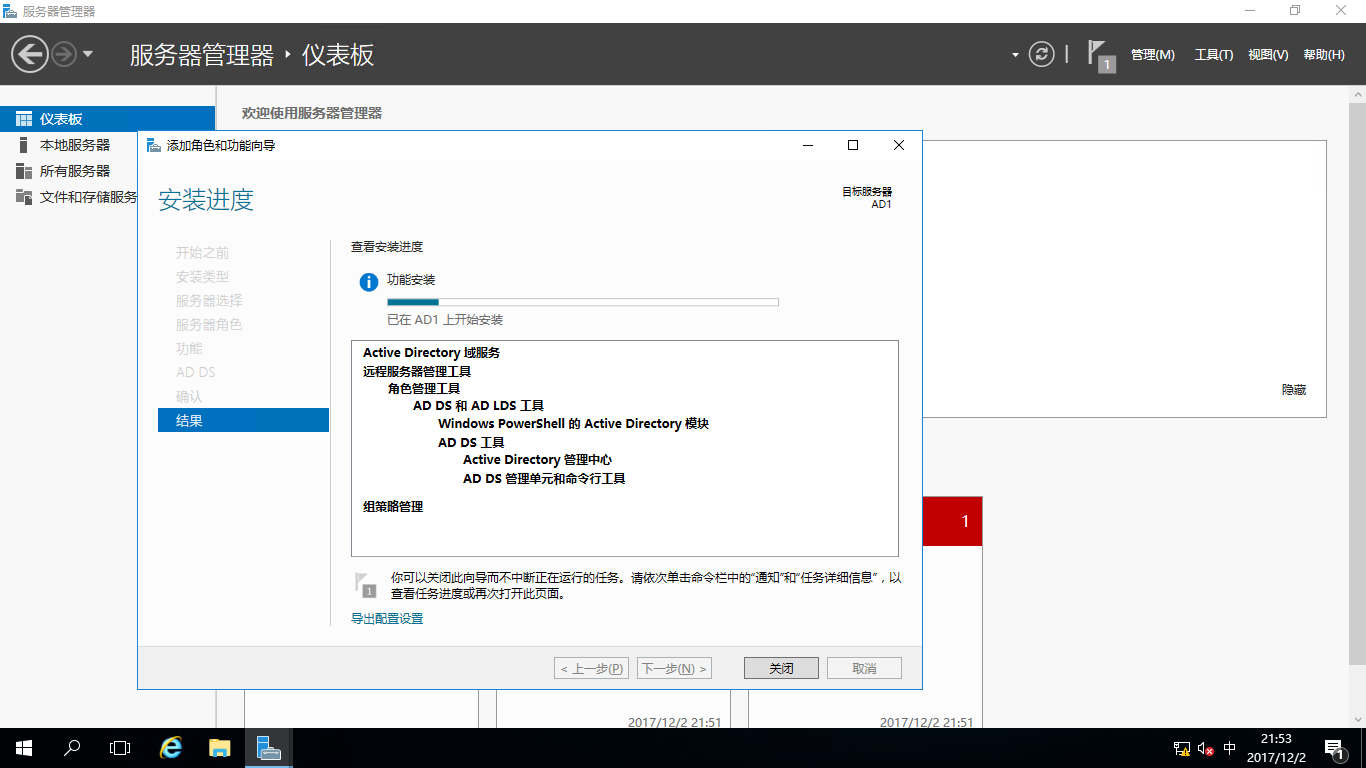 服务器管理器
服务器管理器 · 仪表板
1
管理(M) 工具(T) 视图(V) 帮助(H)
仪表板
本地服务器
所有服务器
文件和存储服务
欢迎使用服务器管理器
添加角色和功能向导
安装进度
目标服务器
AD1
开始之前
安装类型
服务器选择
服务器角色
功能
AD DS
确认
结果
查看安装进度
功能安装
已在 AD1 上开始安装
Active Directory 域服务
远程服务器管理工具
角色管理工具
AD DS 和 AD LDS 工具
Windows PowerShell 的 Active Directory 模块
AD DS 工具
Active Directory 管理中心
AD DS 管理单元和命令行工具
组策略管理
1
你可以关闭此向导而不中断正在运行的任务。请依次单击命令栏中的“通知”和“任务详细信息”，以
查看任务进度或再次打开此页面。
导出配置设置
< 上一步(P) 下一步(N) > 关闭 取消
隐藏
1
2017/12/2 21:51
2017/12/2 21:51
中
21:53
2017/12/2
1